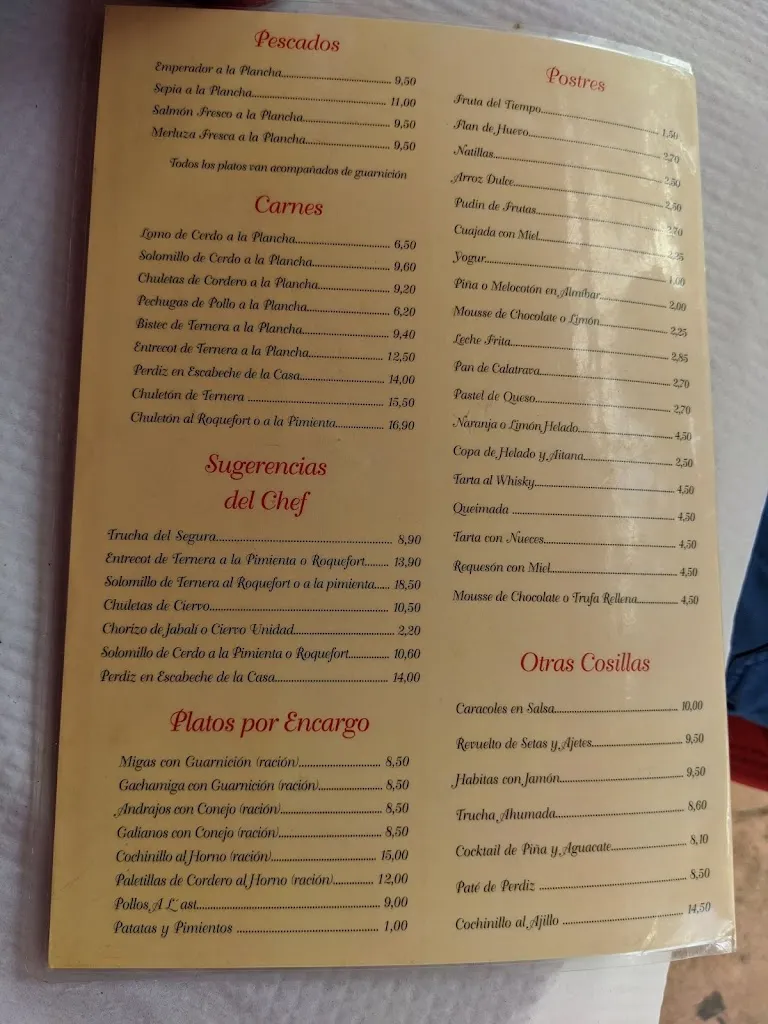 Pescados
Emperador a la Plancha 9,50
Sepia a la Plancha 11,00
Salmón Fresco a la Plancha 9,50
Merluza Fresca a la Plancha 9,50
Todos los platos van acompañados de guarnición
Carnes
Lomo de Cerdo a la Plancha 6,50
Solomillo de Cerdo a la Plancha 9,60
Chuletas de Cordero a la Plancha 9,20
Pechugas de Pollo a la Plancha 6,20
Bistec de Ternera a la Plancha 9,40
Entrecot de Ternera a la Plancha 12,50
Perdiz en Escabeche de la Casa 14,00
Chuletón de Ternera 15,50
Chuletón al Roquefort o a la Pimienta 16,90
Sugerencias
del Chef
Trucha del Segura 8,90
Entrecot de Ternera a la Pimienta o Roquefort 13,90
Solomillo de Ternera al Roquefort o a la pimienta 18,50
Chuletas de Ciervo 10,50
Chorizo de Jabalí o Ciervo Unidad 2,20
Solomillo de Cerdo a la Pimienta o Roquefort 10,60
Perdiz en Escabeche de la Casa 14,00
Platos por Encargo
Migas con Guarnición (ración) 8,50
Gachamiga con Guarnición (ración) 8,50
Andrajos con Conejo (ración) 8,50
Galianos con Conejo (ración) 8,50
Cochinillo al Horno (ración) 15,00
Paletillas de Cordero al Horno (ración) 12,00
Pollos A L´ast 9,00
Patatas y Pimientos 1,00
Postres
Fruta del Tiempo 1,50
Flan de Huevo 2,70
Natillas 2,50
Arroz Dulce 2,50
Pudin de Frutas 2,70
Cuajada con Miel 2,25
Yogur 1,00
Piña o Melocotón en Almíbar 2,00
Mousse de Chocolate o Limón 2,25
Leche Frita 2,85
Pan de Calatrava 2,70
Pastel de Queso 2,70
Naranja o Limón Helado 4,50
Copa de Helado y Aitana 2,50
Tarta al Whisky 4,50
Queimada 4,50
Tarta con Nueces 4,50
Requesón con Miel 4,50
Mousse de Chocolate o Trufa Rellena 4,50
Otras Cosillas
Caracoles en Salsa 10,00
Revuelto de Setas y Ajetes 9,50
Habitas con Jamón 9,50
Trucha Ahumada 8,60
Cocktail de Piña y Aguacate 8,10
Paté de Perdiz 8,50
Cochinillo al Ajillo 14,50